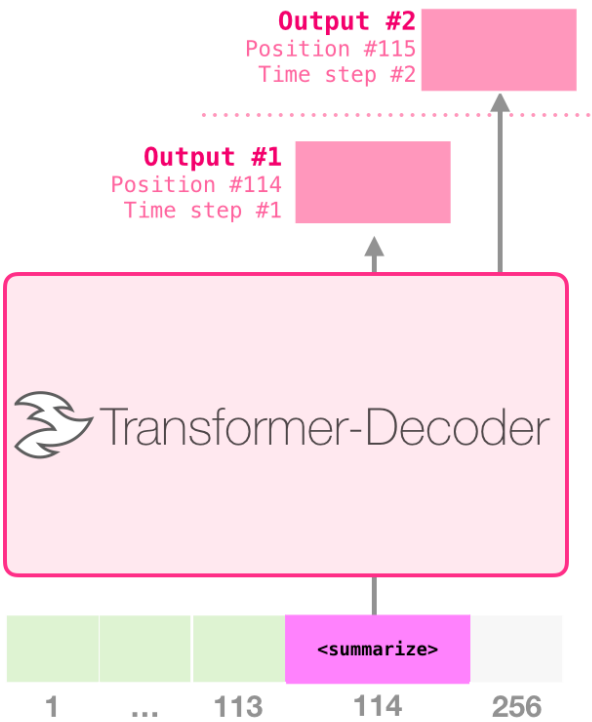 Output #2
Position #115
Time step #2
Output #1
Position #114
Time step #1
Transformer-Decoder
<summarize>
1 ... 113 114 256